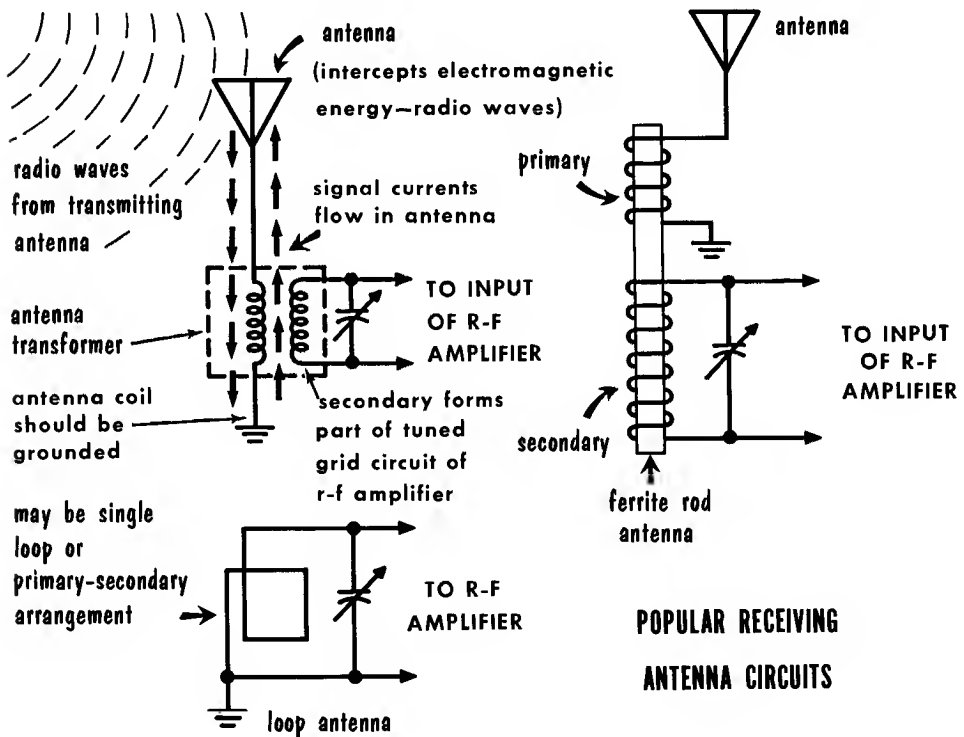 antenna
(intercepts electromagnetic
energy—radio waves)
radio waves
from transmitting
antenna
signal currents
flow in antenna
antenna
transformer
TO INPUT
OF R-F
AMPLIFIER
antenna coil
should be
grounded
secondary forms
part of tuned
grid circuit of
r-f amplifier
antenna
primary
secondary
TO INPUT
OF R-F
AMPLIFIER
ferrite rod
antenna
may be single
loop or
primary-secondary
arrangement
TO R-F
AMPLIFIER
loop antenna
POPULAR RECEIVING
ANTENNA CIRCUITS